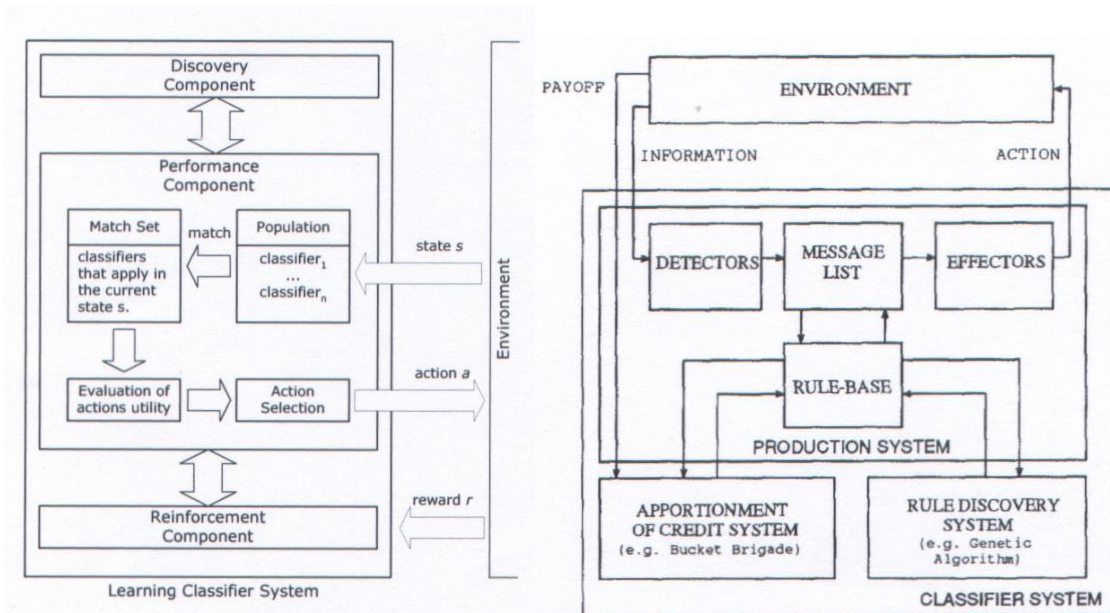 Discovery
Component
Performance
Component
Match Set
classifiers
that apply in
the current
state s.
match
Population
classifier₁
...
classifierₙ
Evaluation of
actions utility
Action
Selection
Reinforcement
Component
Learning Classifier System
state s
action a
reward r
Environment
PAYOFF
ENVIRONMENT
INFORMATION
ACTION
DETECTORS
MESSAGE
LIST
EFFECTORS
RULE-BASE
PRODUCTION SYSTEM
APPORTIONMENT
OF CREDIT SYSTEM
(e.g. Bucket Brigade)
RULE DISCOVERY
SYSTEM
(e.g. Genetic
Algorithm)
CLASSIFIER SYSTEM